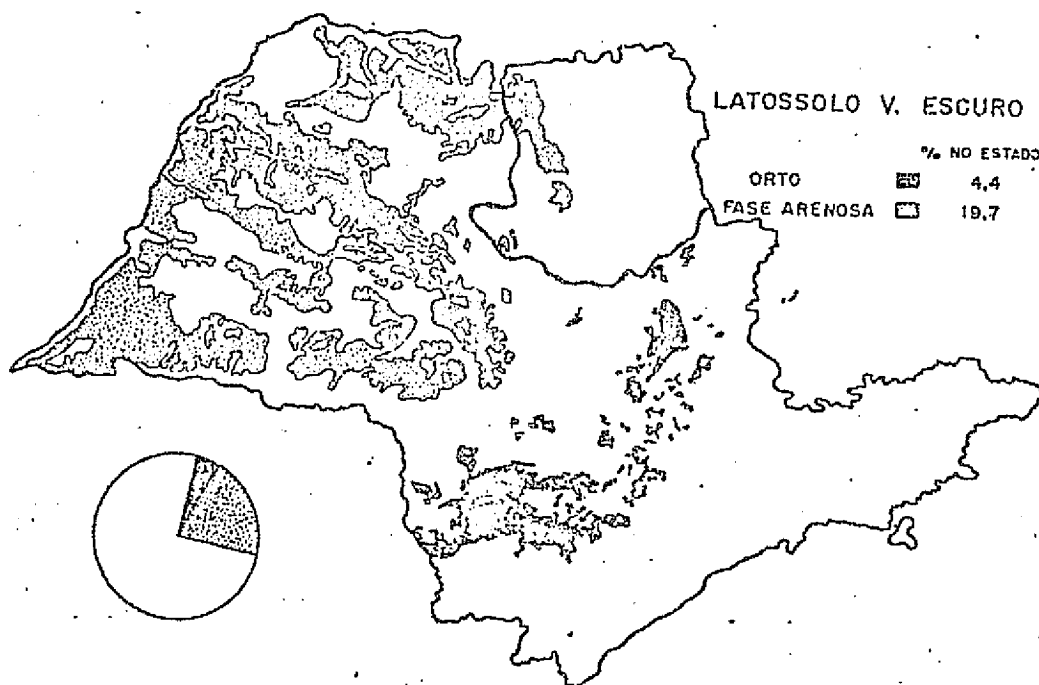 LATOSSOLO V. ESCURO
% NO ESTADO
ORTO 4.4
FASE ARENOSA 19.7